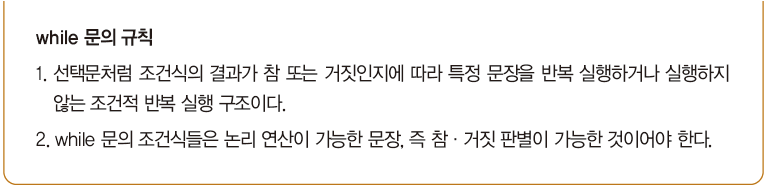 while 문의 규칙
1. 선택문처럼 조건식의 결과가 참 또는 거짓인지에 따라 특정 문장을 반복 실행하거나 실행하지
않는 조건적 반복 실행 구조이다.
2. while 문의 조건식들은 논리 연산이 가능한 문장, 즉 참 · 거짓 판별이 가능한 것이어야 한다.